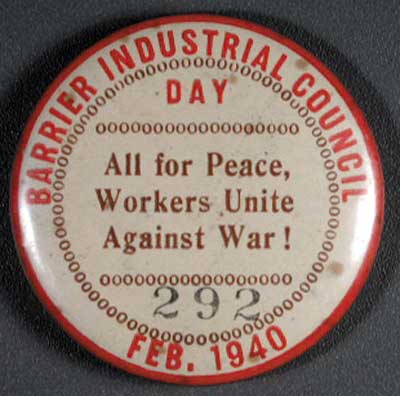 BARRIER INDUSTRIAL COUNCIL
DAY
All for Peace,
Workers Unite
Against War!
292
FEB. 1940